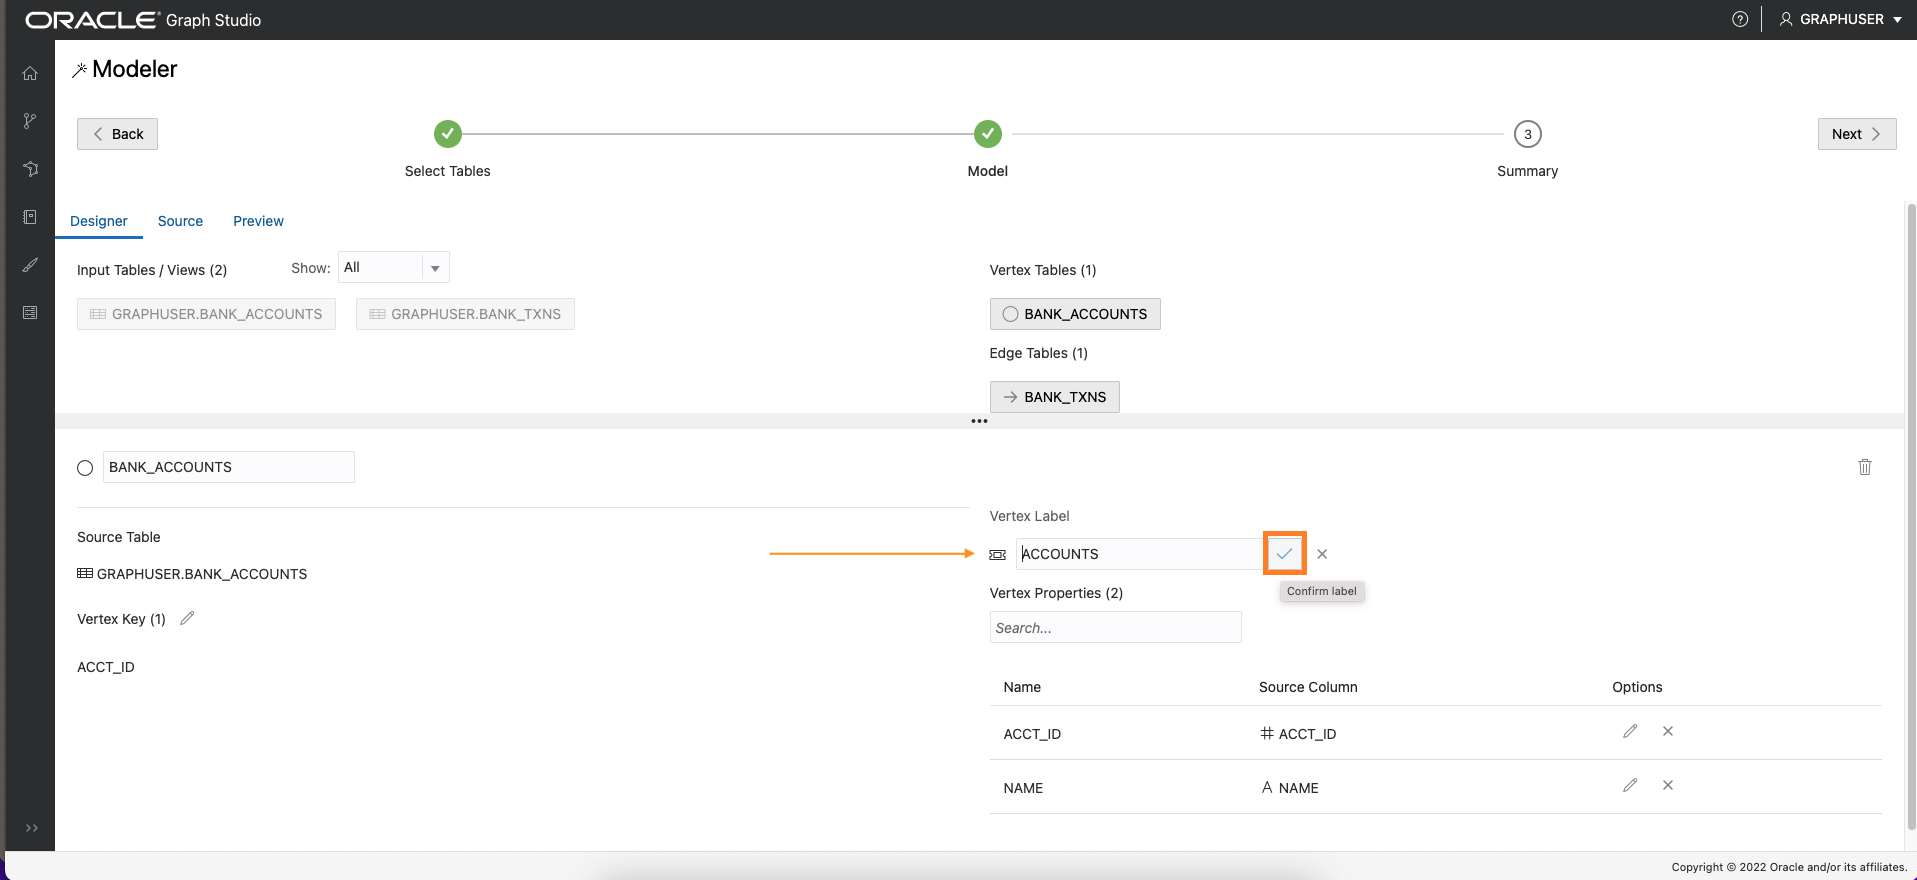 ORACLE® Graph Studio
GRAPHUSER
Modeler
Back
Select Tables
Model
3
Summary
Next
Designer Source Preview
Input Tables / Views (2)
Show: All
GRAPHUSER.BANK_ACCOUNTS
GRAPHUSER.BANK_TXNS
Vertex Tables (1)
BANK_ACCOUNTS
Edge Tables (1)
BANK_TXNS
BANK_ACCOUNTS
Source Table
GRAPHUSER.BANK_ACCOUNTS
Vertex Key (1)
ACCT_ID
Vertex Label
ACCOUNTS
Confirm label
Vertex Properties (2)
Search...
Name Source Column Options
ACCT_ID # ACCT_ID
NAME A NAME
Copyright © 2022 Oracle and/or its affiliates.